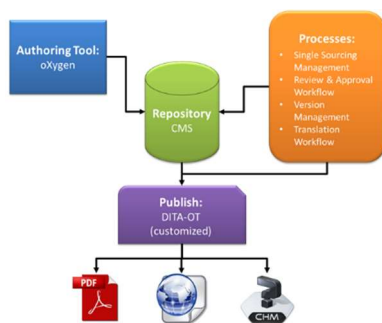 Authoring Tool:
oXygen
Repository
CMS
Processes:
• Single Sourcing
Management
• Review & Approval
Workflow
• Version
Management
• Translation
Workflow
Publish:
DITA-OT
(customized)
PDF
CHM